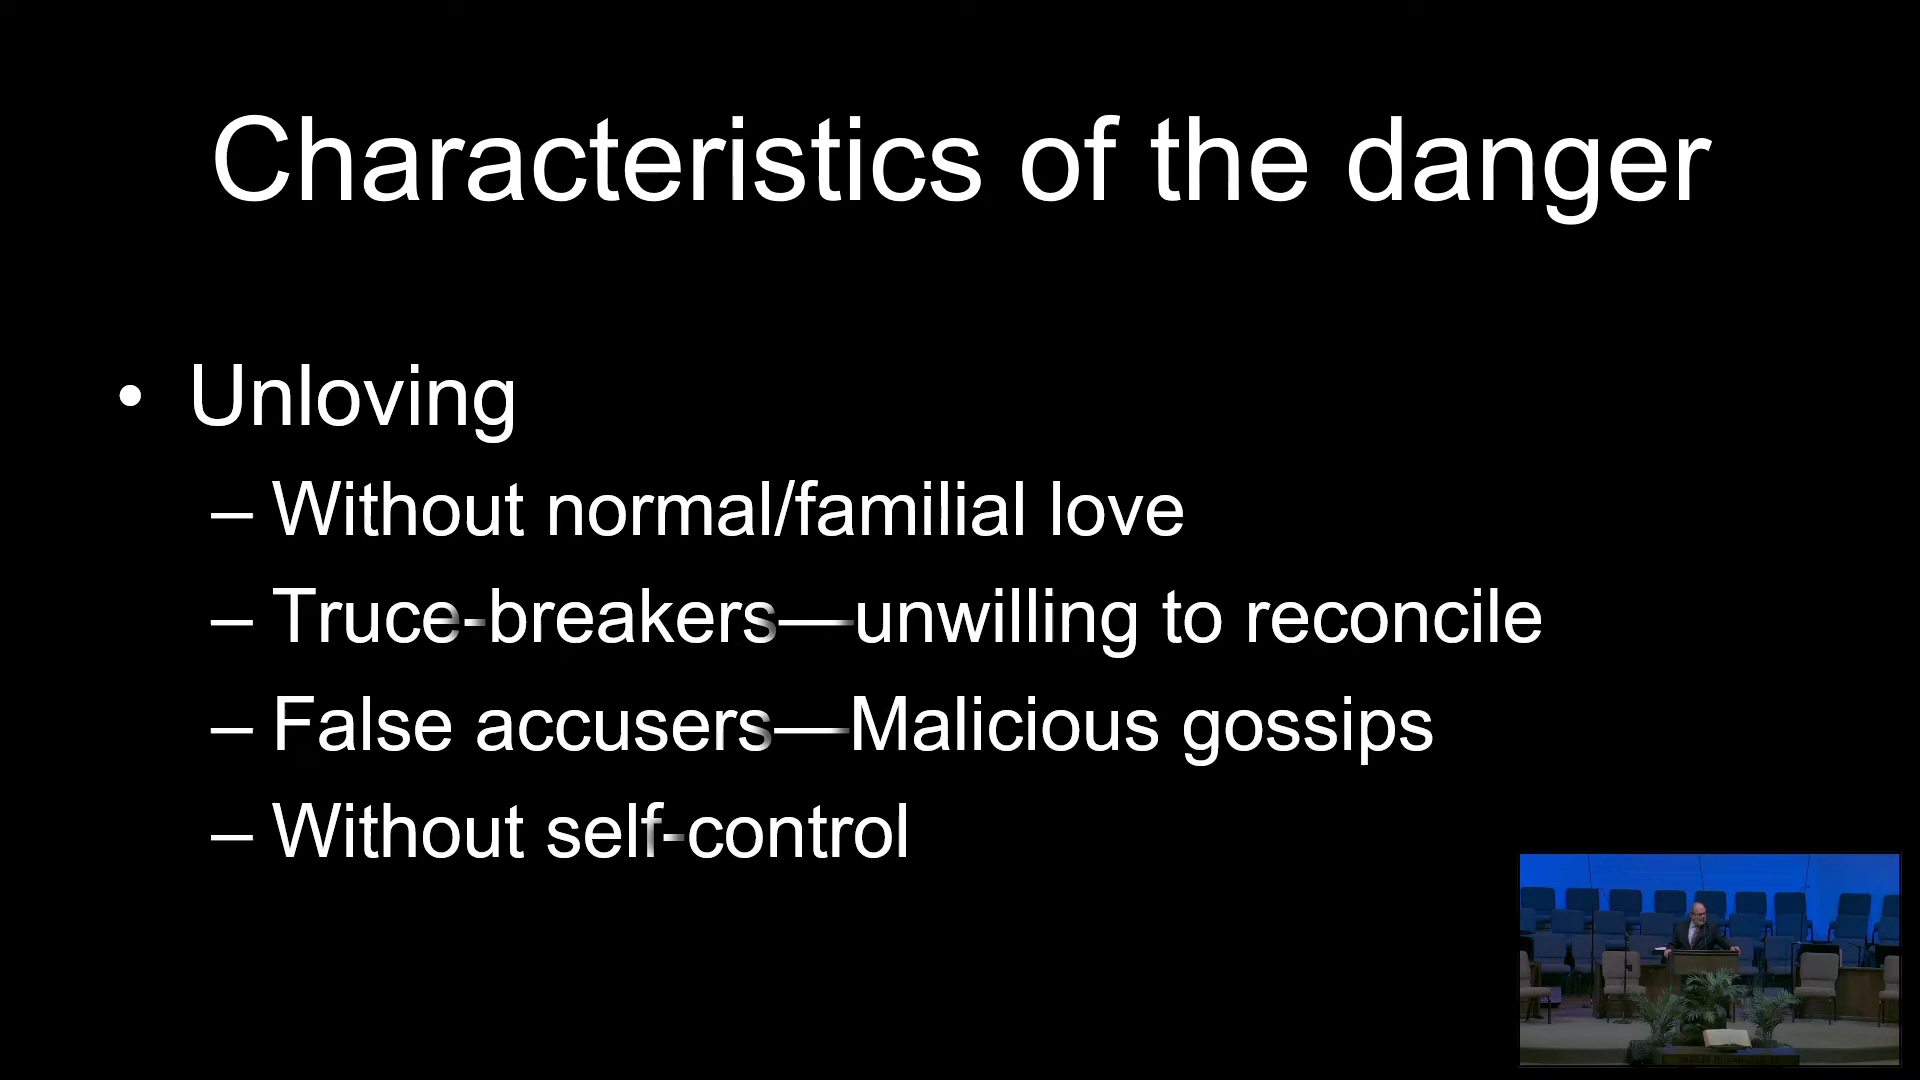 Characteristics of the danger
• Unloving
– Without normal/familial love
– Truce-breakers—unwilling to reconcile
– False accusers—Malicious gossips
– Without self-control